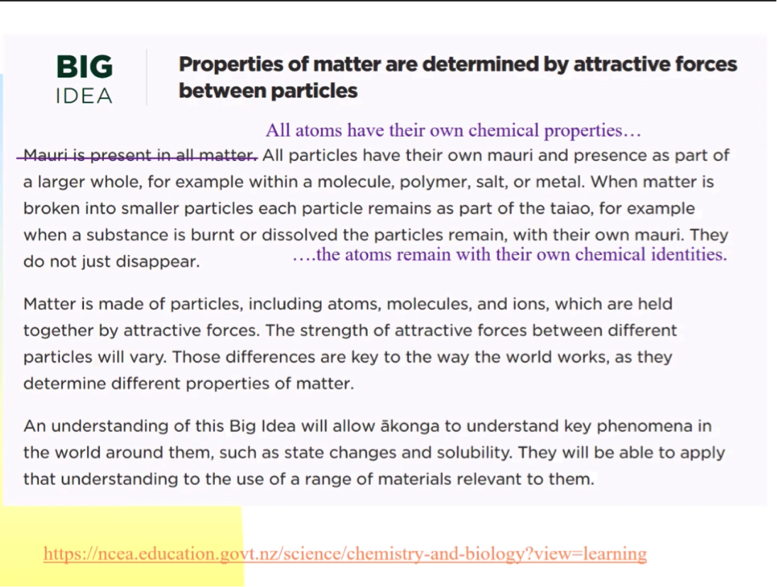 BIG
IDEA
Properties of matter are determined by attractive forces
between particles
All atoms have their own chemical properties…
Mauri is present in all matter. All particles have their own mauri and presence as part of
a larger whole, for example within a molecule, polymer, salt, or metal. When matter is
broken into smaller particles each particle remains as part of the taiao, for example
when a substance is burnt or dissolved the particles remain, with their own mauri. They
do not just disappear.
….the atoms remain with their own chemical identities.
Matter is made of particles, including atoms, molecules, and ions, which are held
together by attractive forces. The strength of attractive forces between different
particles will vary. Those differences are key to the way the world works, as they
determine different properties of matter.
An understanding of this Big Idea will allow ākonga to understand key phenomena in
the world around them, such as state changes and solubility. They will be able to apply
that understanding to the use of a range of materials relevant to them.
https://ncea.education.govt.nz/science/chemistry-and-biology?view=learning